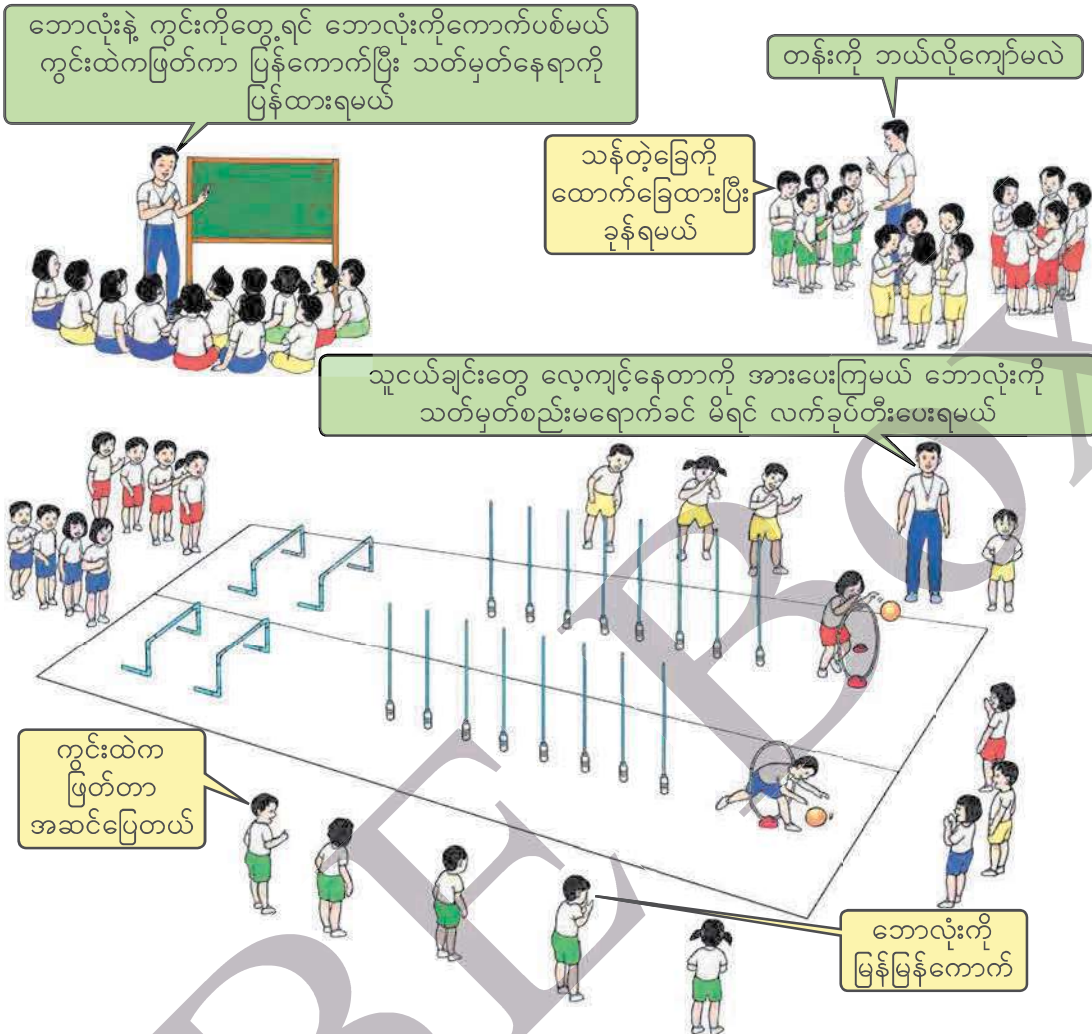 ဘောလုံးနဲ့ ကွင်းကိုတွေ့ရင် ဘောလုံးကိုကောက်ပစ်မယ်
ကွင်းထဲကဖြတ်ကာ ပြန်ကောက်ပြီး သတ်မှတ်နေရာကို
ပြန်ထားရမယ်
တန်းကို ဘယ်လိုကျော်မလဲ
သန်တဲ့ခြေကို
ထောက်ခြေထားပြီး
ခုန်ရမယ်
သူငယ်ချင်းတွေ လေ့ကျင့်နေတာကို အားပေးကြမယ် ဘောလုံးကို
သတ်မှတ်စည်းမရောက်ခင် မိရင် လက်ခုပ်တီးပေးရမယ်
ကွင်းထဲက
ဖြတ်တာ
အဆင်ပြေတယ်
ဘောလုံးကို
မြန်မြန်ကောက်
BE Box